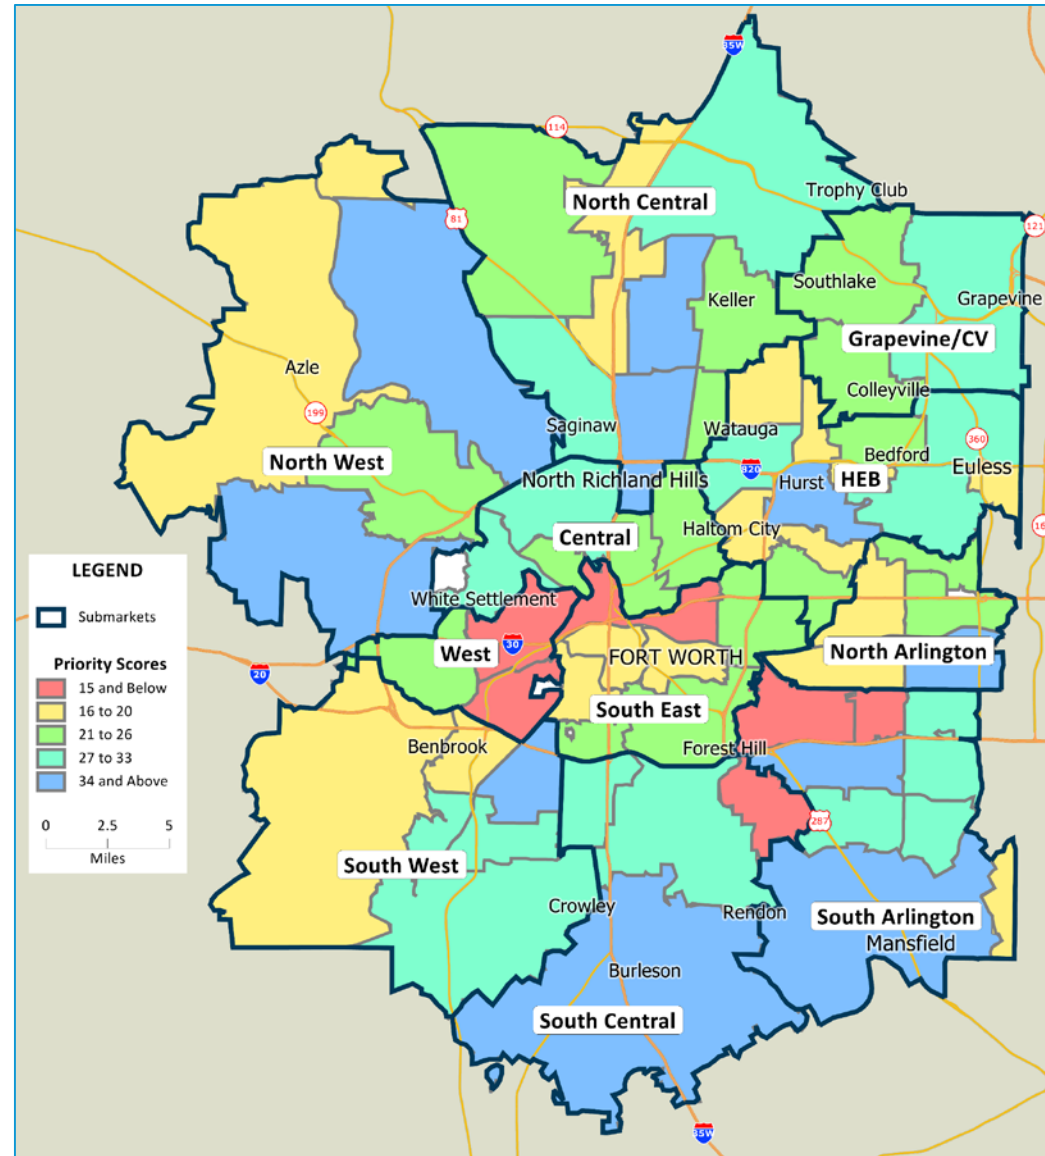 35W
114
Trophy Club
North Central
81
121
Southlake
Keller
Grapevine
Grapevine/CV
Azle
Colleyville
199
Saginaw
Watauga
360
Bedford
North West
820
Euless
North Richland Hills
Hurst
HEB
Haltom City
Central
16
LEGEND
Submarkets
Priority Scores
15 and Below
16 to 20
21 to 26
27 to 33
34 and Above
0 2.5 5
Miles
White Settlement
30
West
FORT WORTH
North Arlington
20
South East
Benbrook
Forest Hill
287
South West
Crowley
Rendon
South Arlington
Mansfield
Burleson
South Central
35W